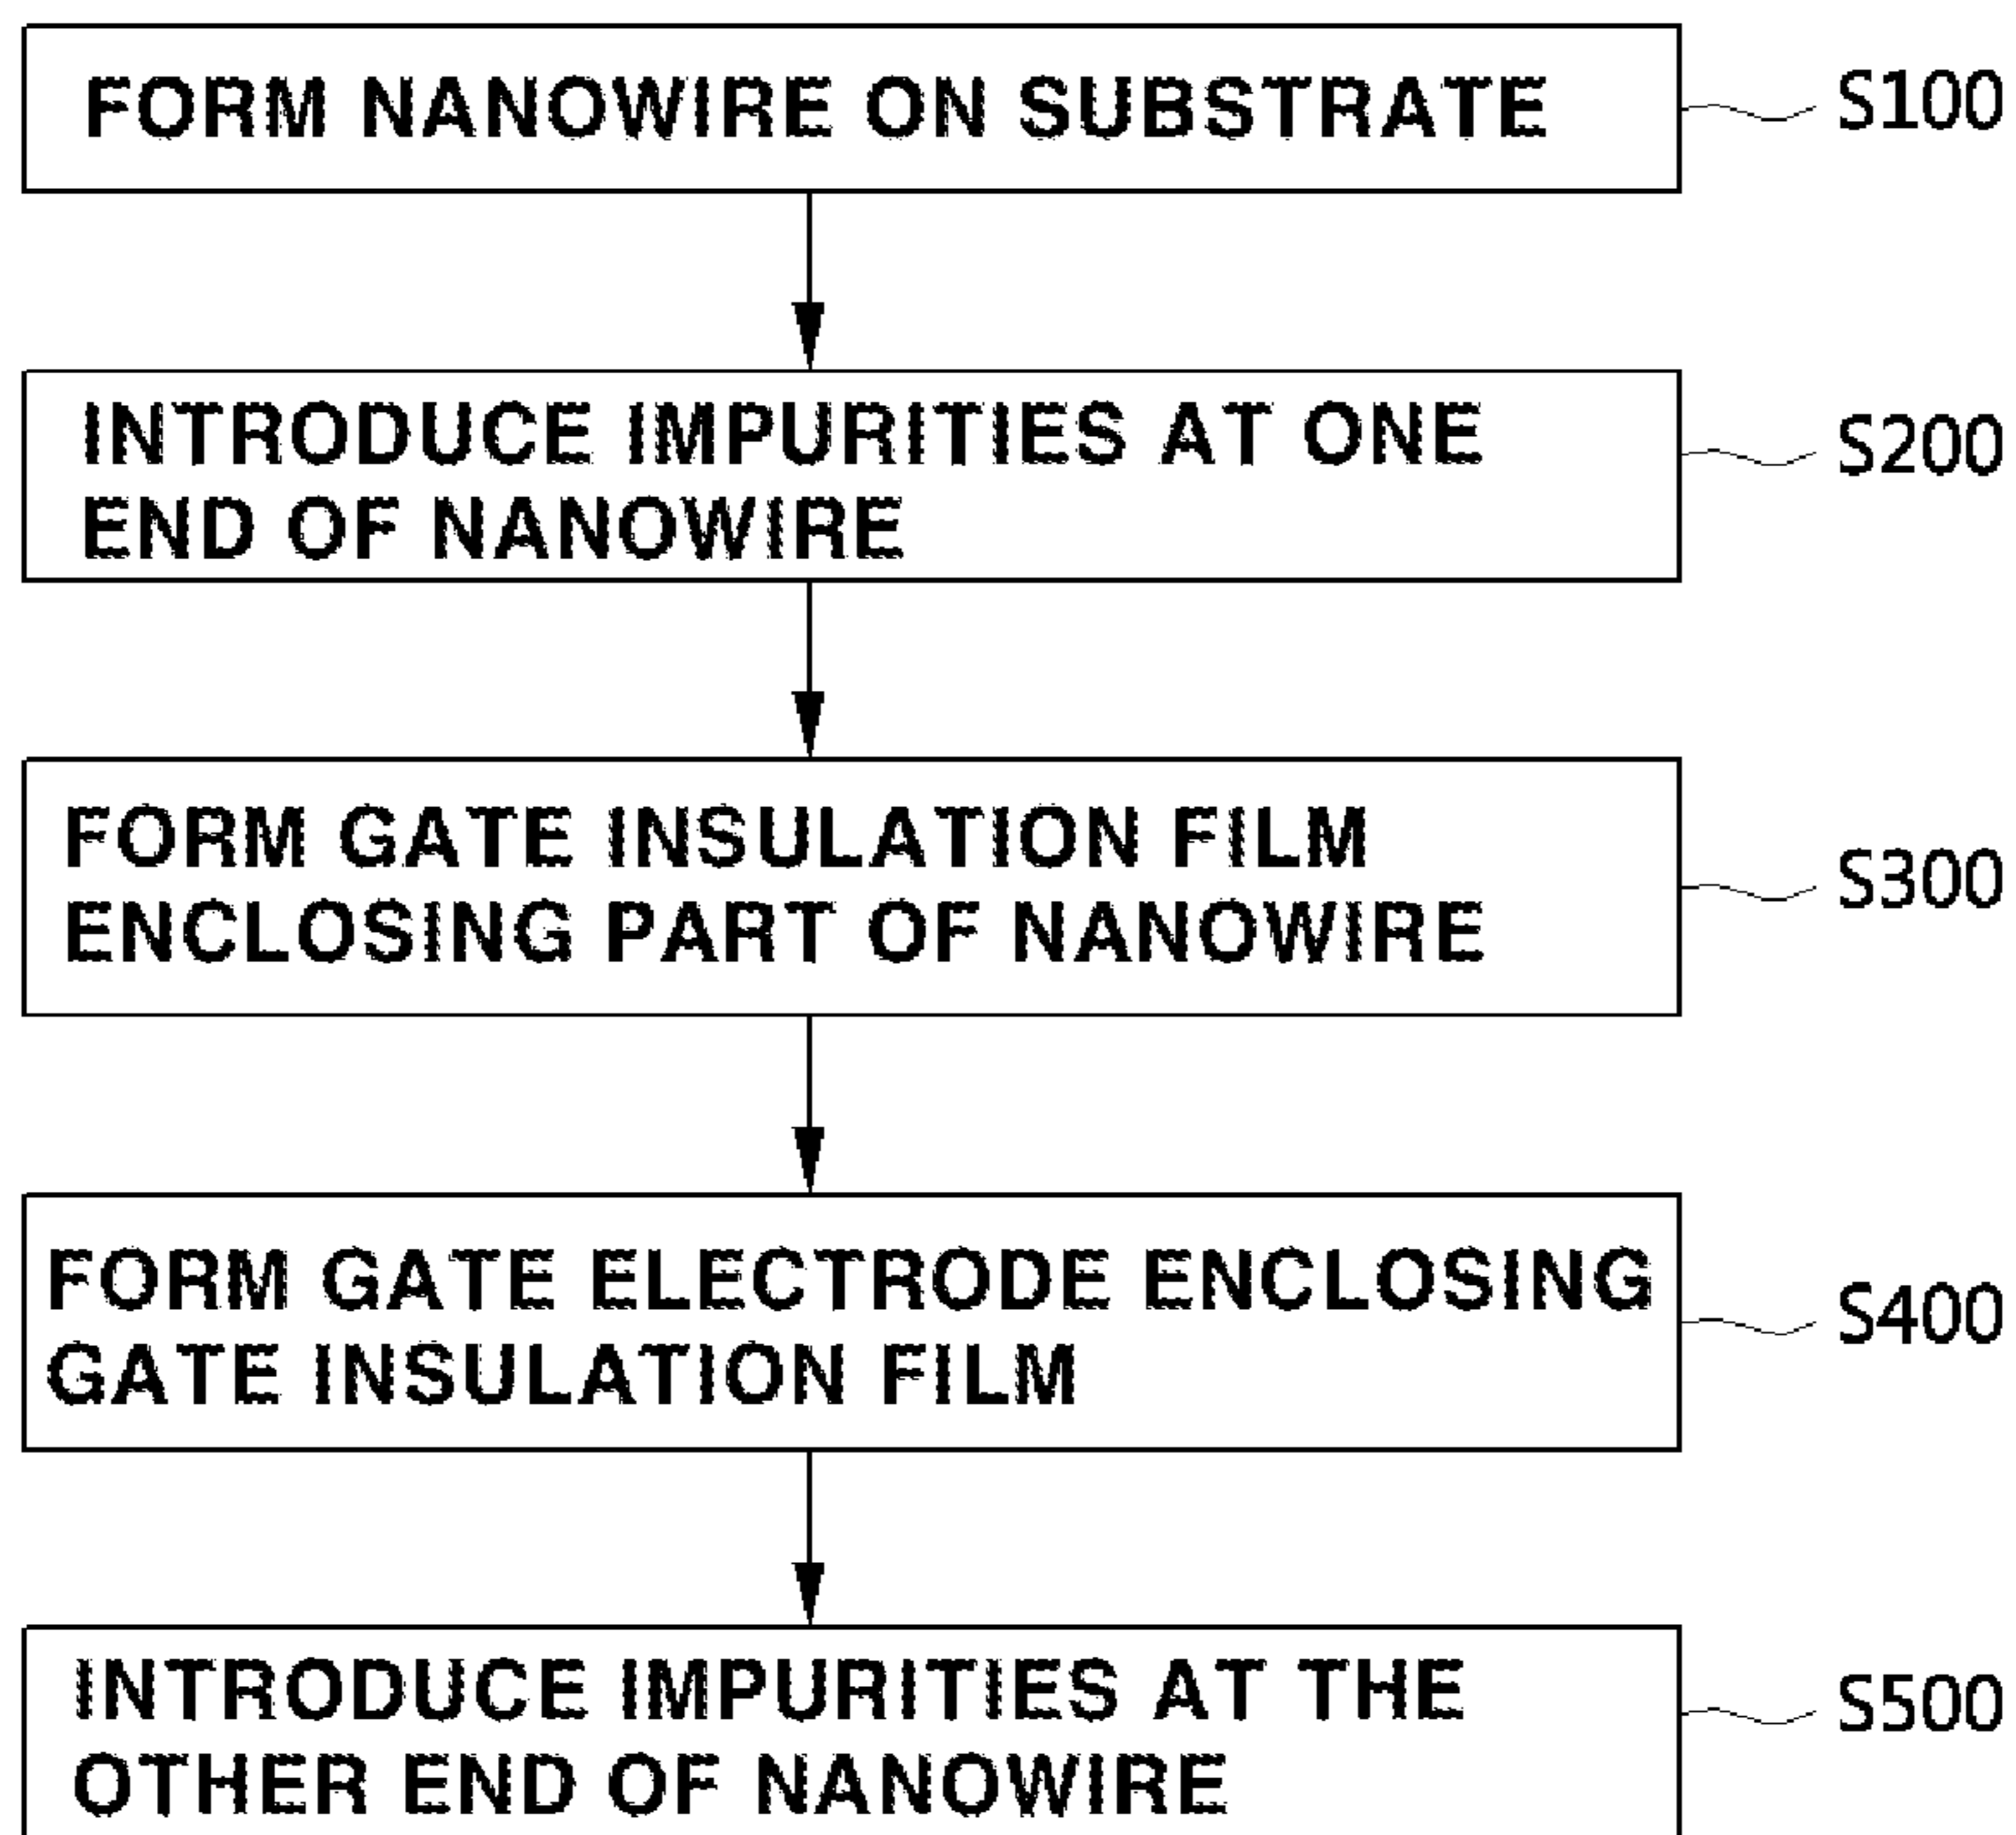 FORM NANOWIRE ON SUBSTRATE
S100
INTRODUCE IMPURITIES AT ONE
END OF NANOWIRE
S200
FORM GATE INSULATION FILM
ENCLOSING PART OF NANOWIRE
S300
FORM GATE ELECTRODE ENCLOSING
GATE INSULATION FILM
S400
INTRODUCE IMPURITIES AT THE
OTHER END OF NANOWIRE
S500